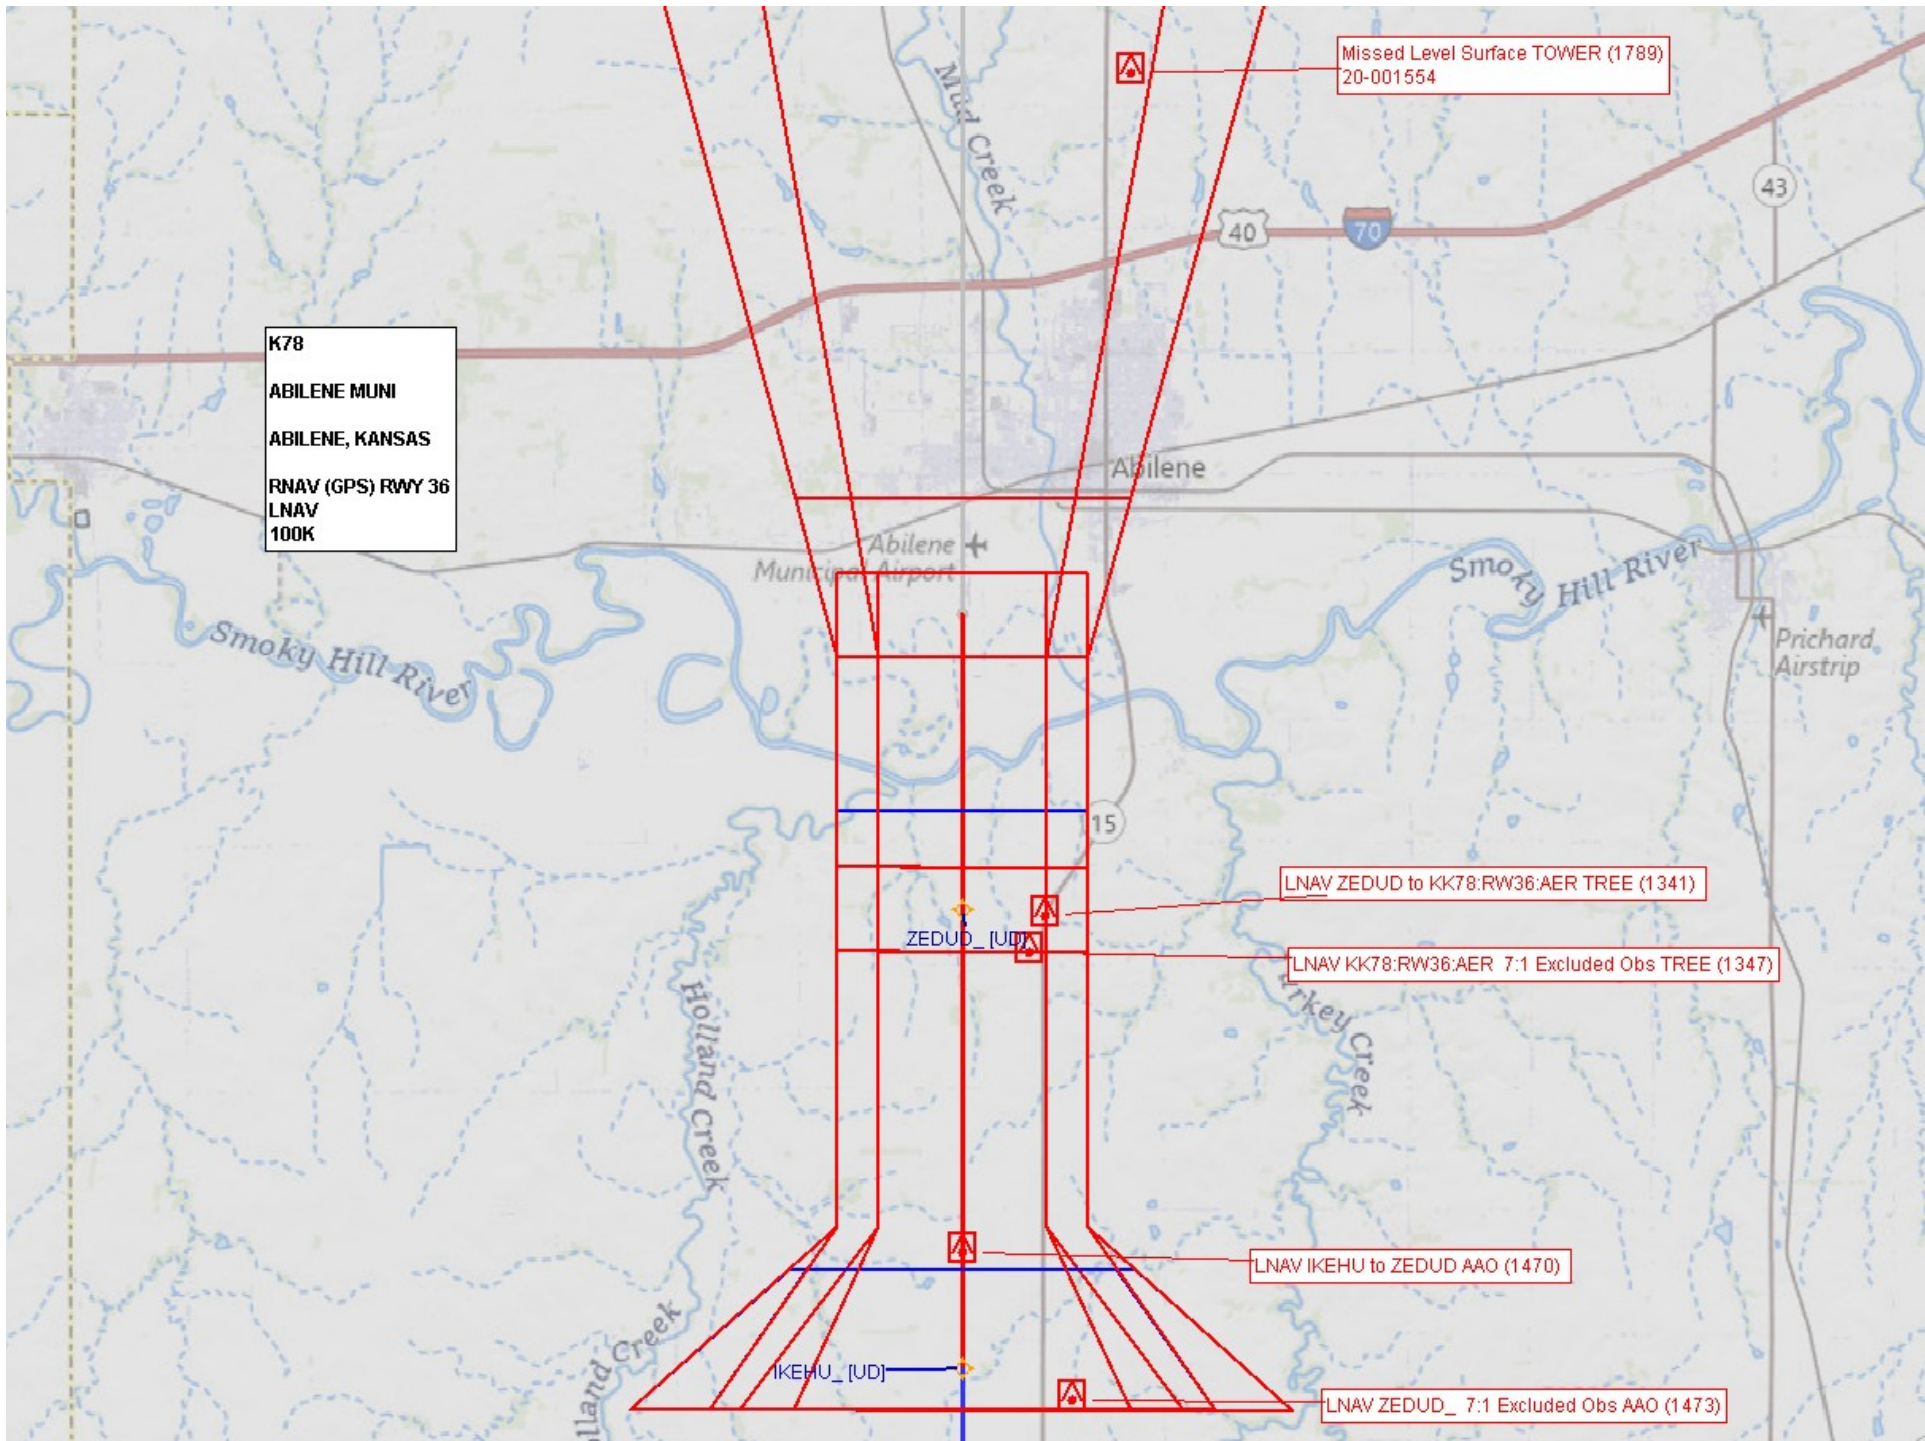 Missed Level Surface TOWER (1789)
20-001554
Mud Creek
43
40
70
K78
ABILENE MUNI
ABILENE, KANSAS
RNAV (GPS) RWY 36
LNAV
100K
Abilene
Abilene
Municipal Airport
Smoky Hill River
Smoky Hill River
Prichard
Airstrip
15
LNAV ZEDUD to KK78:RW36:AER TREE (1341)
ZEDUD_ [UD]
LNAV KK78:RW36:AER 7:1 Excluded Obs TREE (1347)
Holland Creek
Creek
LNAV IKEHU to ZEDUD AAO (1470)
Creek
IKEHU_ [UD]
LNAV ZEDUD_ 7:1 Excluded Obs AAO (1473)